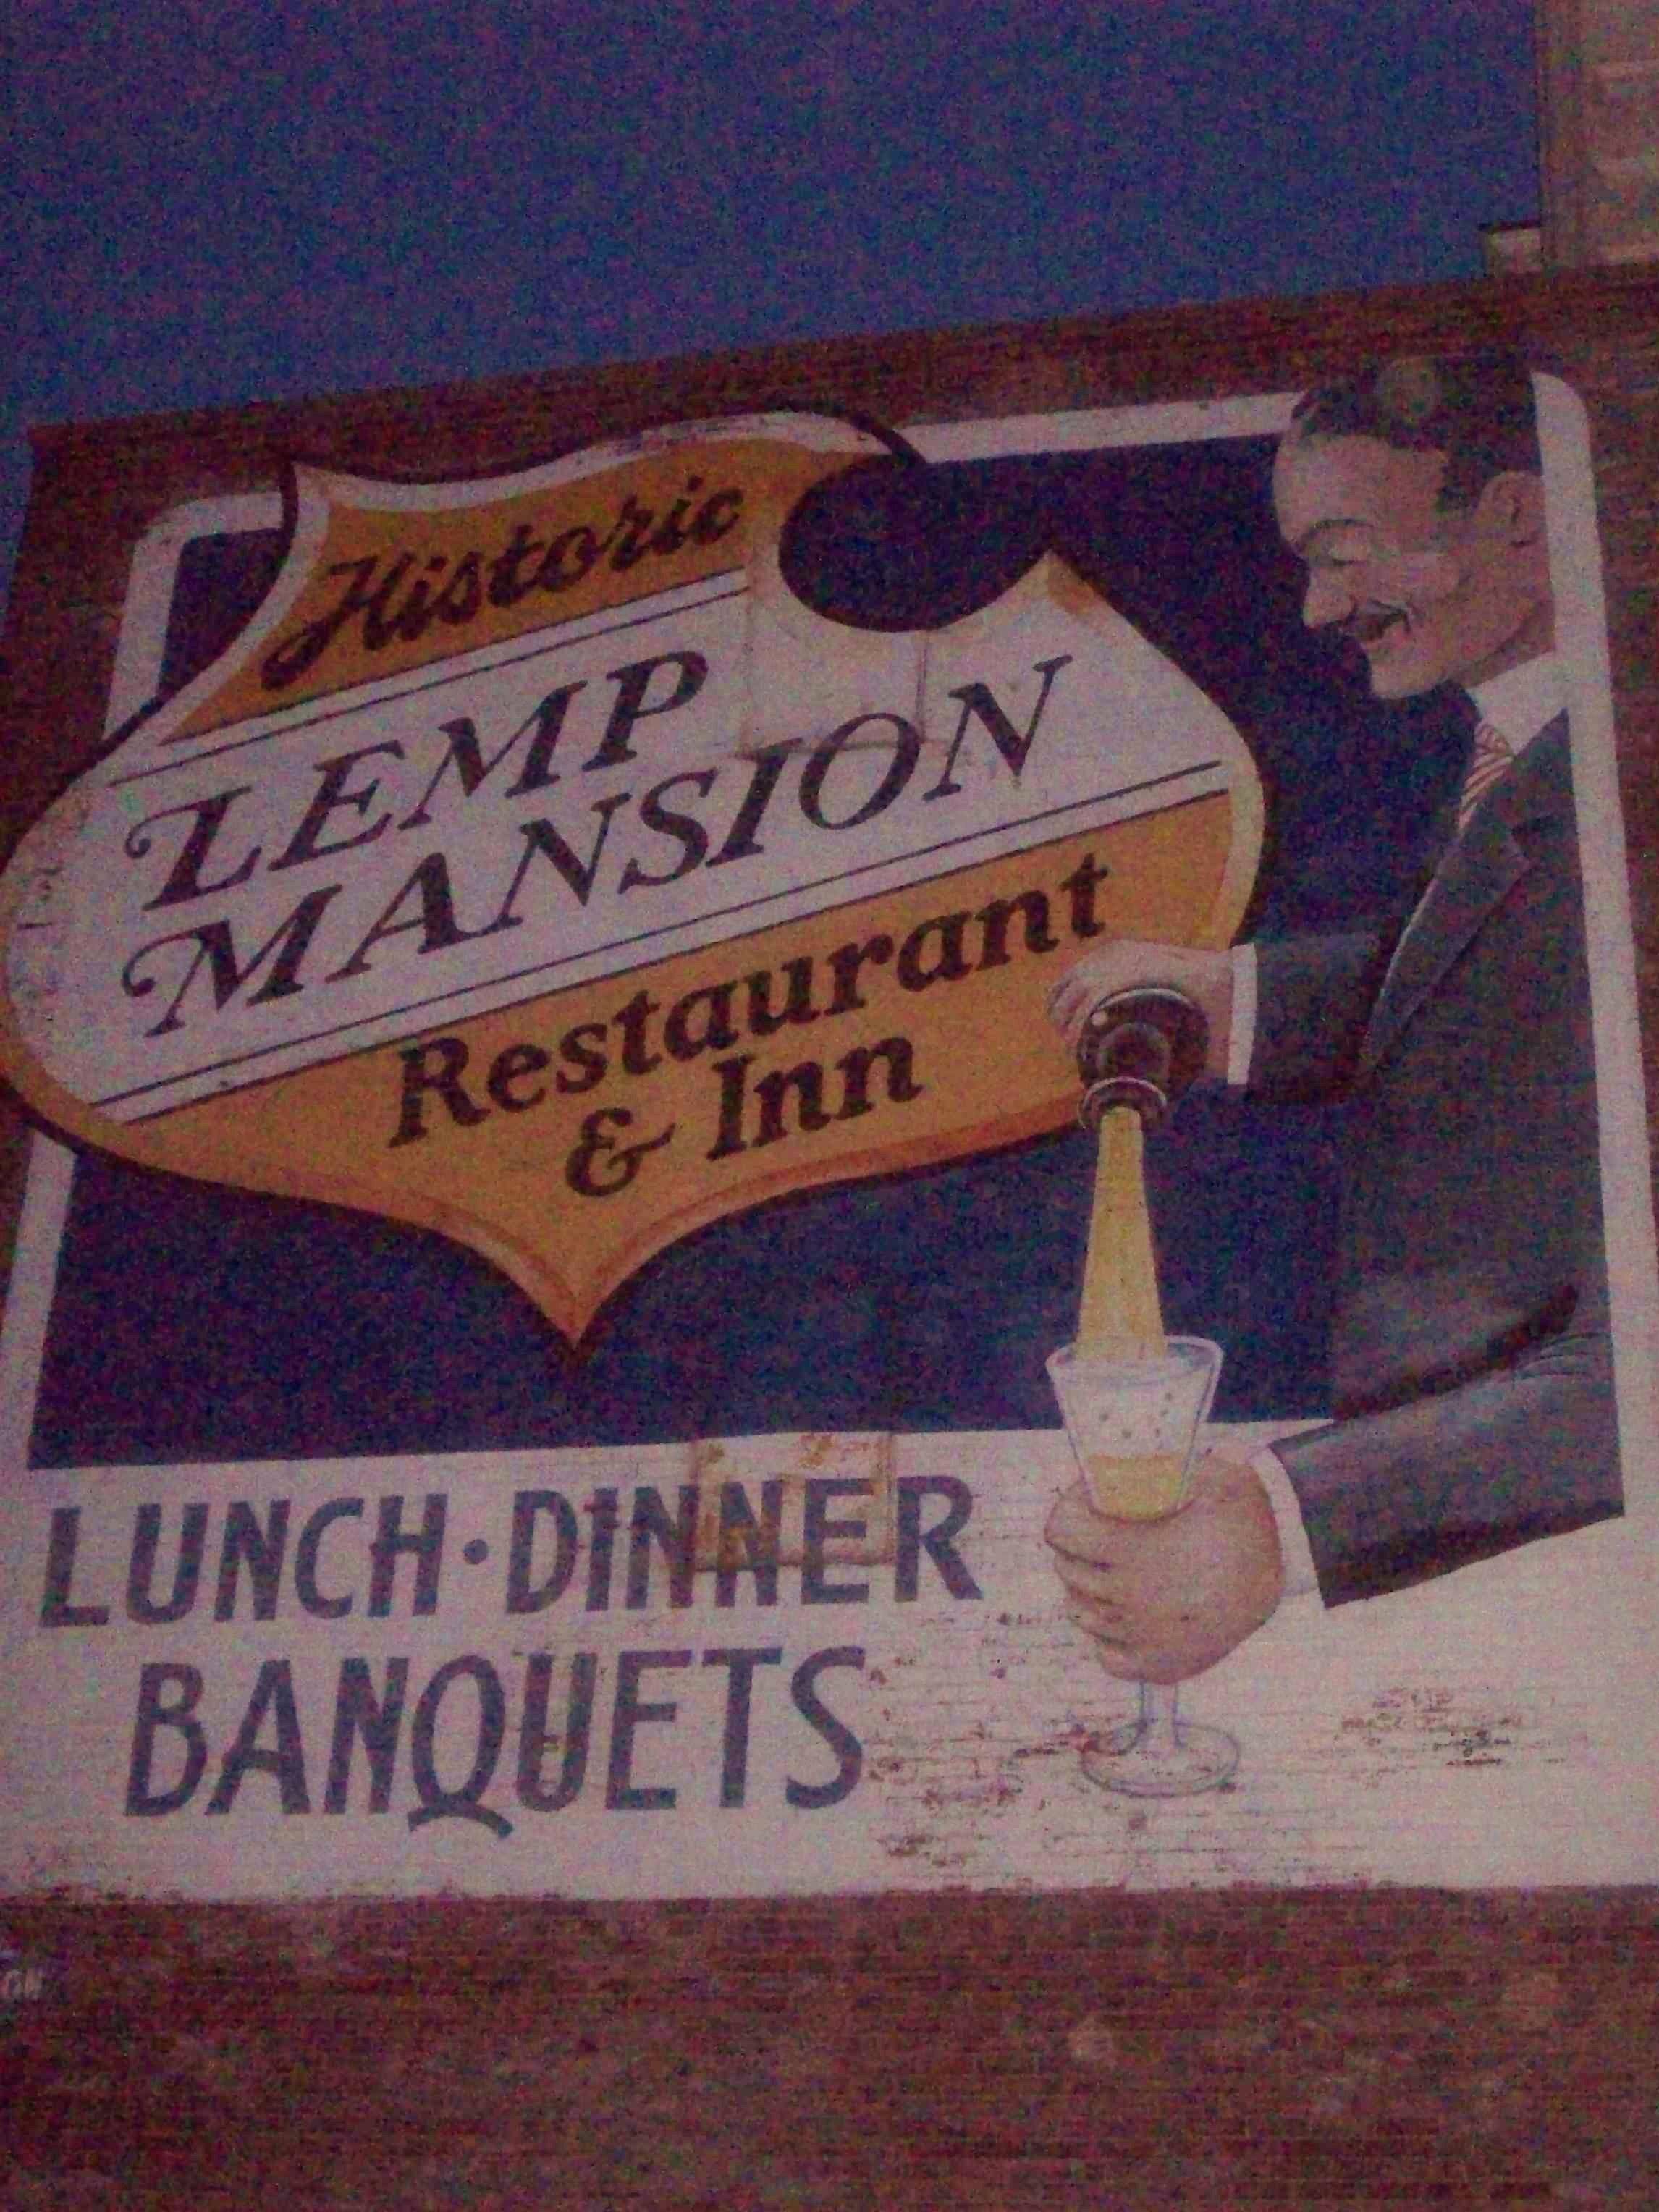 Historic
LEMP
MANSION
Restaurant
& Inn
LUNCH · DINNER
BANQUETS